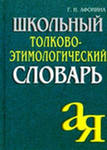 Г. П. АФОНИНА
ШКОЛЬНЫЙ
ТОЛКОВО-
ЭТИМОЛОГИЧЕСКИЙ
СЛОВАРЬ
а
я